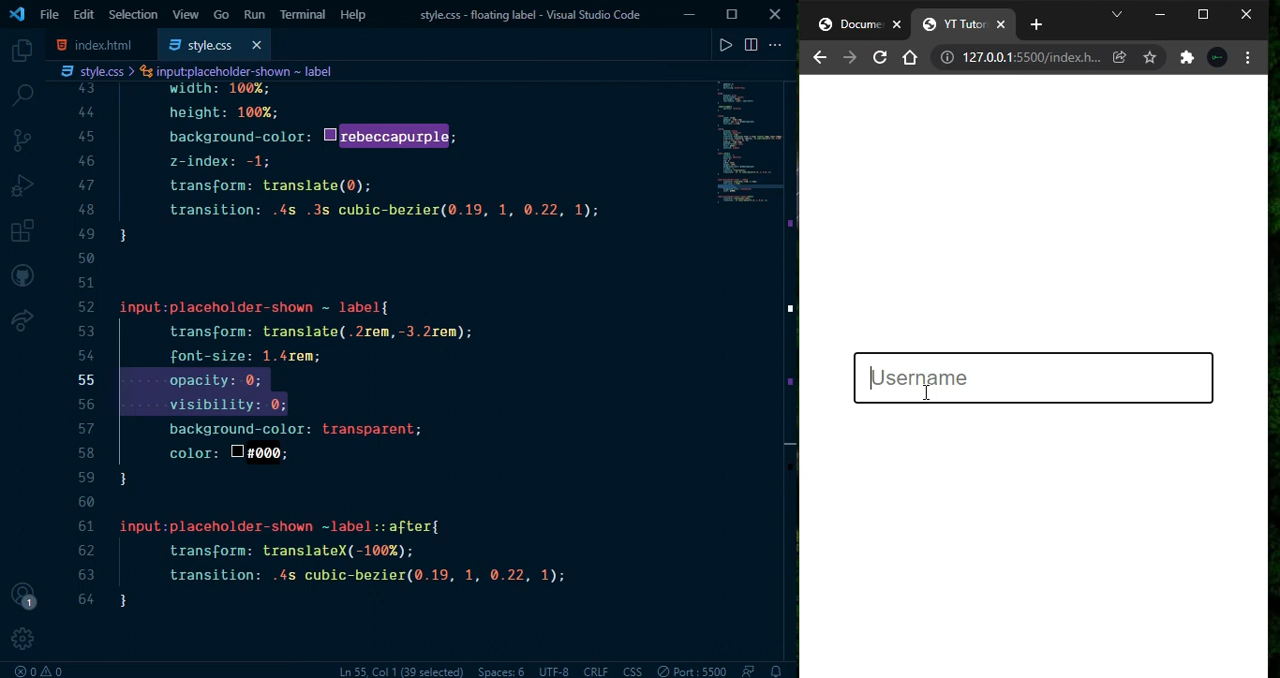 File Edit Selection View Go Run Terminal Help style.css - floating label - Visual Studio Code
index.html style.css
style.css > input:placeholder-shown ~ label
43 width: 100%;
44 height: 100%;
45 background-color: rebeccapurple;
46 z-index: -1;
47 transform: translate(0);
48 transition: .4s .3s cubic-bezier(0.19, 1, 0.22, 1);
49 }
50
51
52 input:placeholder-shown ~ label{
53 transform: translate(.2rem,-3.2rem);
54 font-size: 1.4rem;
55 opacity: 0;
56 visibility: 0;
57 background-color: transparent;
58 color: #000;
59 }
60
61 input:placeholder-shown ~label::after{
62 transform: translateX(-100%);
63 transition: .4s cubic-bezier(0.19, 1, 0.22, 1);
64 }
1
0 0 Ln 55, Col 1 (39 selected) Spaces: 6 UTF-8 CRLF CSS Port : 5500
Docume YT Tutor
127.0.0.1:5500/index.h...
Username